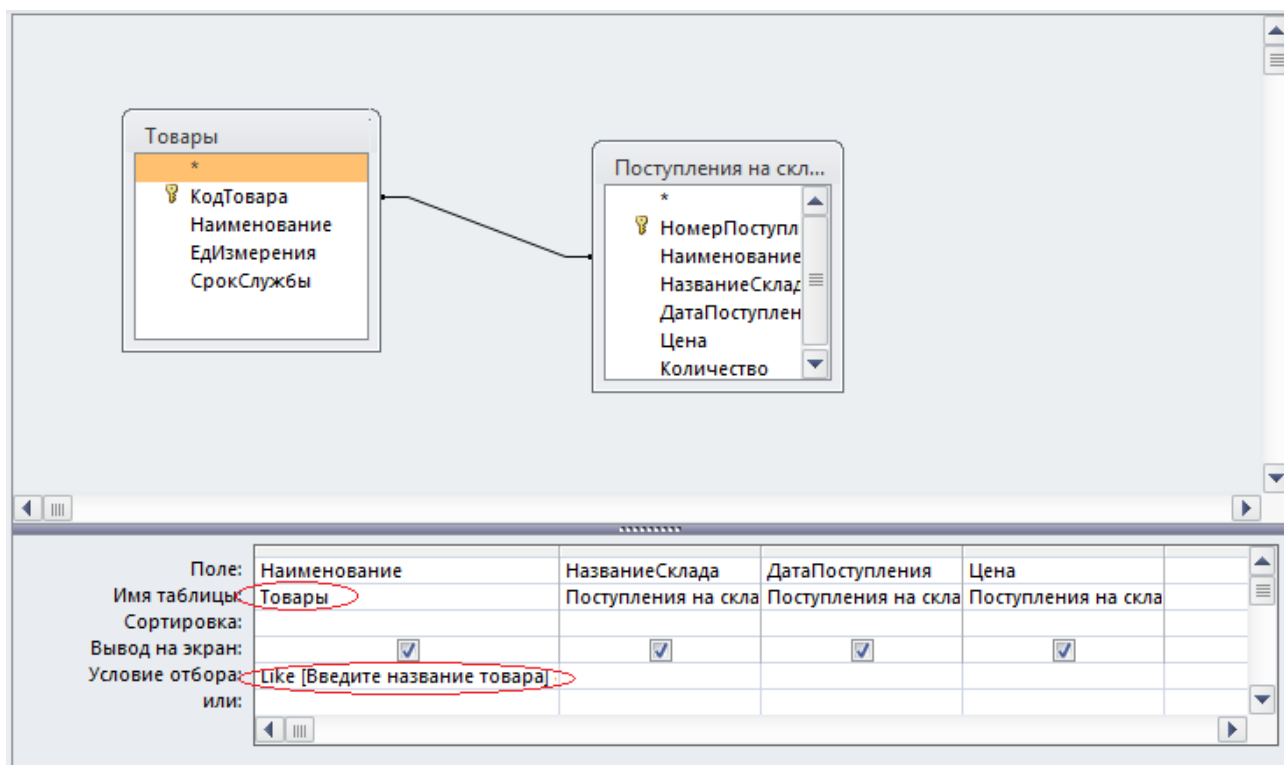 Товары
*
КодТовара
Наименование
ЕдИзмерения
СрокСлужбы
Поступления на скл...
*
НомерПоступл
Наименование
НазваниеСклад
ДатаПоступлен
Цена
Количество
Поле: Наименование НазваниеСклада ДатаПоступления Цена
Имя таблицы: Товары Поступления на скла Поступления на скла Поступления на скла
Сортировка:
Вывод на экран:
Условие отбора: Like [Введите название товара]
или: